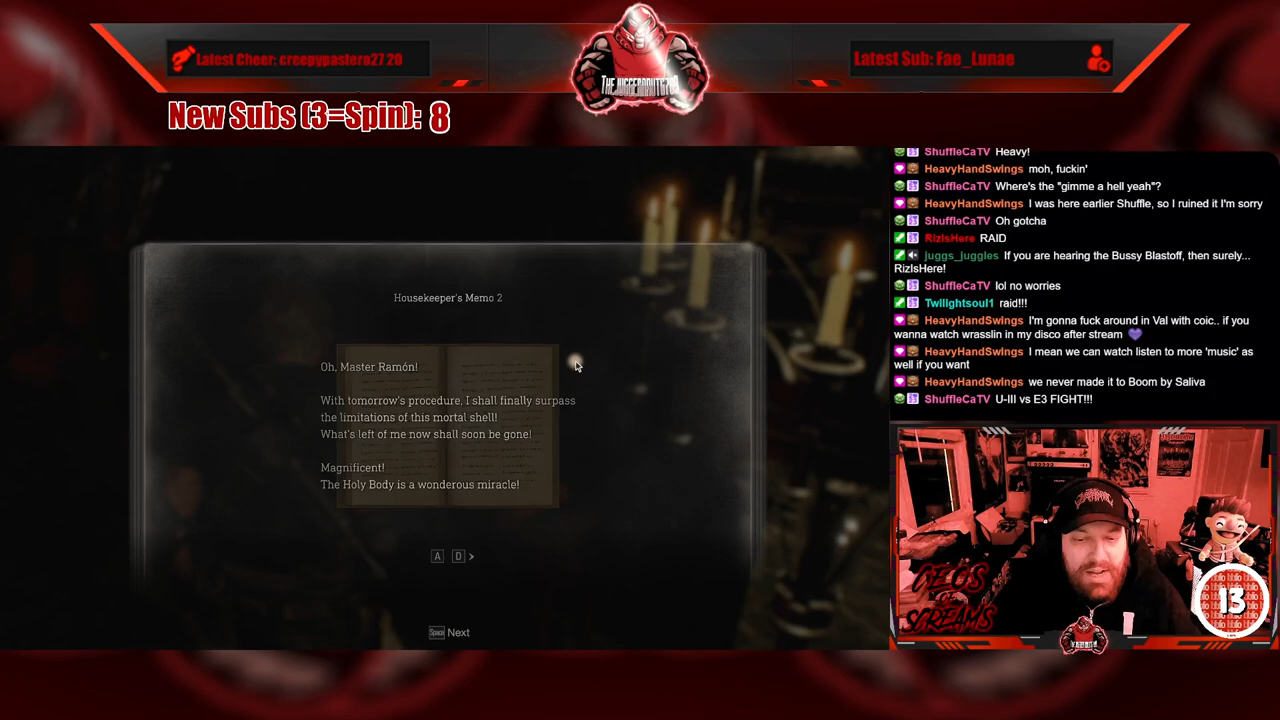 Latest Cheer: creepypastero27 20
Latest Sub: Fae_Lunae
New Subs (3=Spin): 8
Housekeeper's Memo 2
Oh, Master Ramón!
With tomorrow's procedure, I shall finally surpass
the limitations of this mortal shell!
What's left of me now shall soon be gone!
Magnificent!
The Holy Body is a wonderous miracle!
A D
Space Next
ShuffleCaTV Heavy!
HeavyHandSwings moh, fuckin'
ShuffleCaTV Where's the "gimme a hell yeah"?
HeavyHandSwings I was here earlier Shuffle, so I ruined it I'm sorry
ShuffleCaTV Oh gotcha
RizIsHere RAID
juggs_juggles If you are hearing the Bussy Blastoff, then surely...
RizIsHere!
ShuffleCaTV lol no worries
Twilightsoul1 raid!!!
HeavyHandSwings I'm gonna fuck around in Val with coic.. if you
wanna watch wrasslin in my disco after stream
HeavyHandSwings I mean we can watch listen to more 'music' as
well if you want
HeavyHandSwings we never made it to Boom by Saliva
ShuffleCaTV U-III vs E3 FIGHT!!!
SCREAMS
13